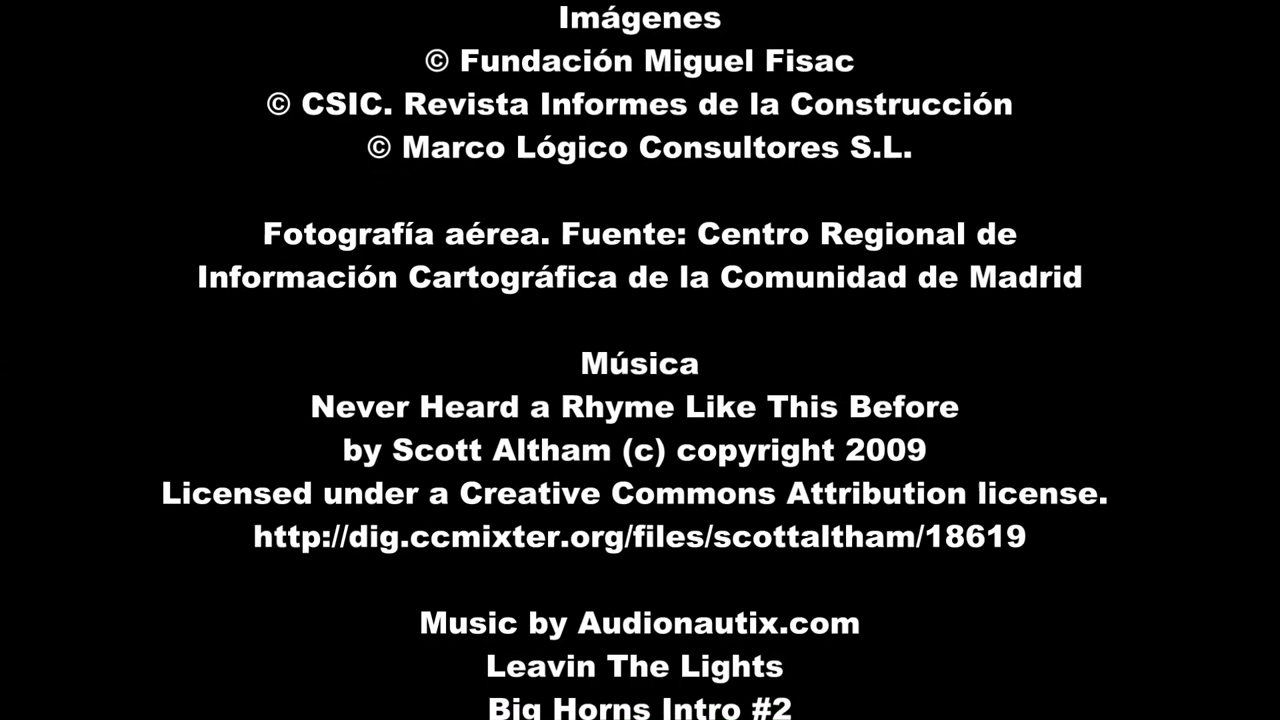 Imágenes
© Fundación Miguel Fisac
© CSIC. Revista Informes de la Construcción
© Marco Lógico Consultores S.L.
Fotografía aérea. Fuente: Centro Regional de
Información Cartográfica de la Comunidad de Madrid
Música
Never Heard a Rhyme Like This Before
by Scott Altham (c) copyright 2009
Licensed under a Creative Commons Attribution license.
http://dig.ccmixter.org/files/scottaltham/18619
Music by Audionautix.com
Leavin The Lights
Big Horns Intro #2